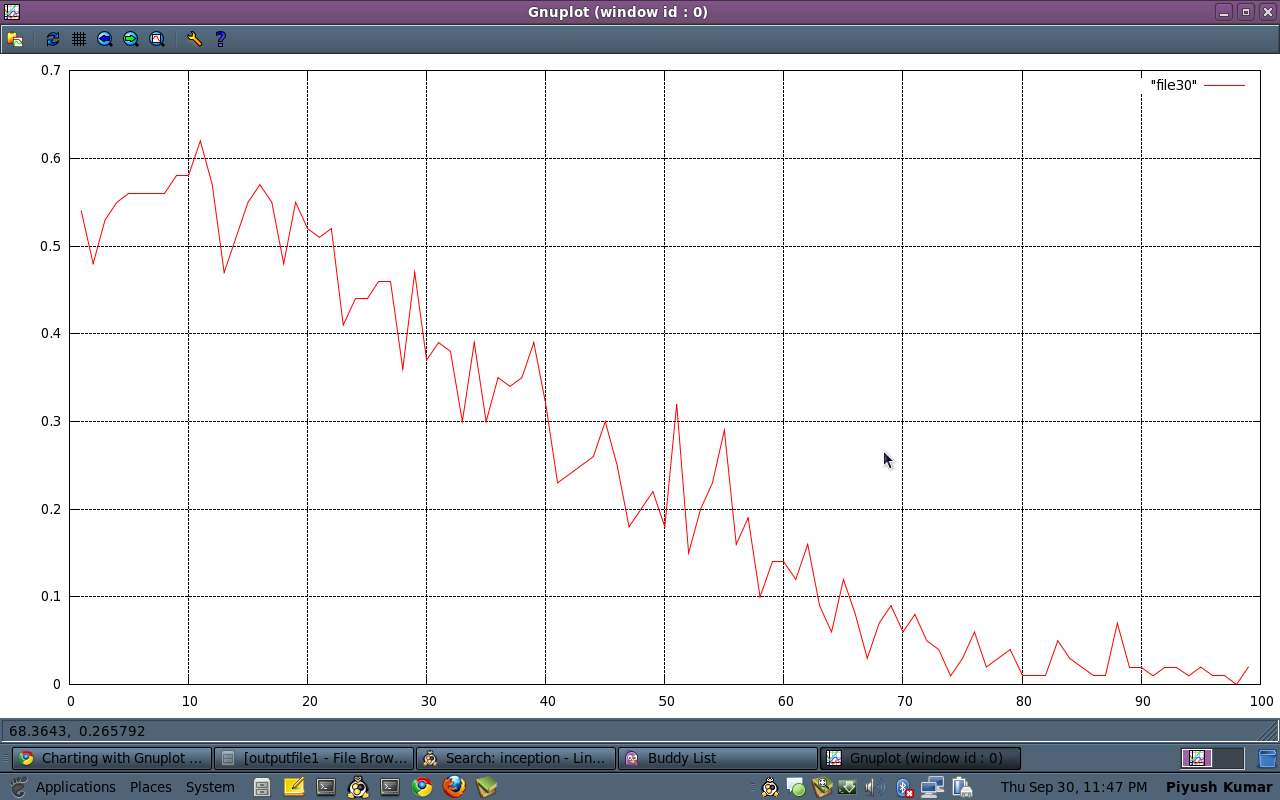 Gnuplot (window id : 0)
?
0.7
"file30"
0.6
0.5
0.4
0.3
0.2
0.1
0
0 10 20 30 40 50 60 70 80 90 100
68.3643, 0.265792
Charting with Gnuplot ... [outputfile1 - File Brow... Search: inception - Lin... Buddy List Gnuplot (window id : 0)
Applications Places System Thu Sep 30, 11:47 PM Piyush Kumar